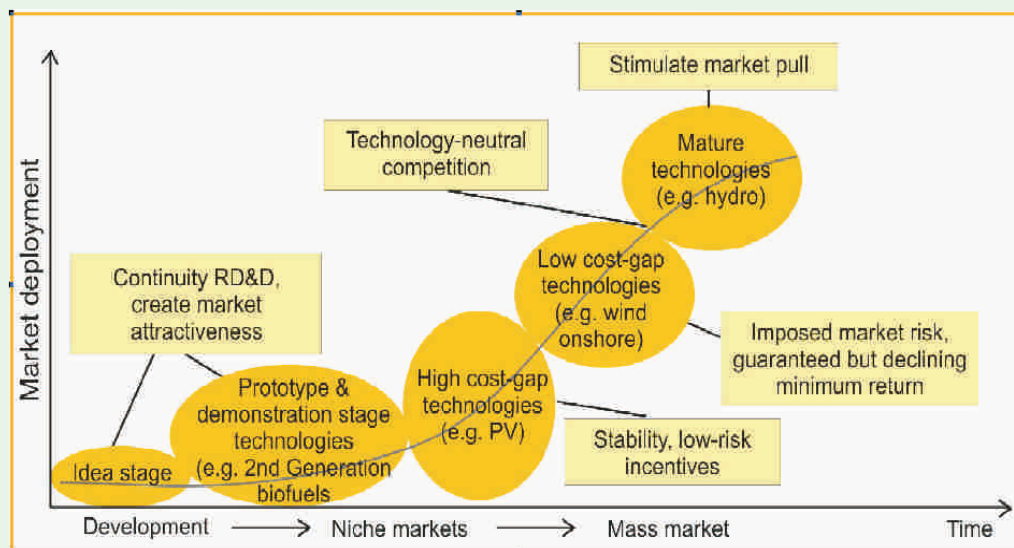 Stimulate market pull
Technology-neutral
competition
Mature
technologies
(e.g. hydro)
Market deployment
Continuity RD&D,
create market
attractiveness
Low cost-gap
technologies
(e.g. wind
onshore)
Imposed market risk,
guaranteed but declining
minimum return
Prototype &
demonstration stage
technologies
(e.g. 2nd Generation
biofuels
High cost-gap
technologies
(e.g. PV)
Stability, low-risk
incentives
Idea stage
Development
Niche markets
Mass market
Time